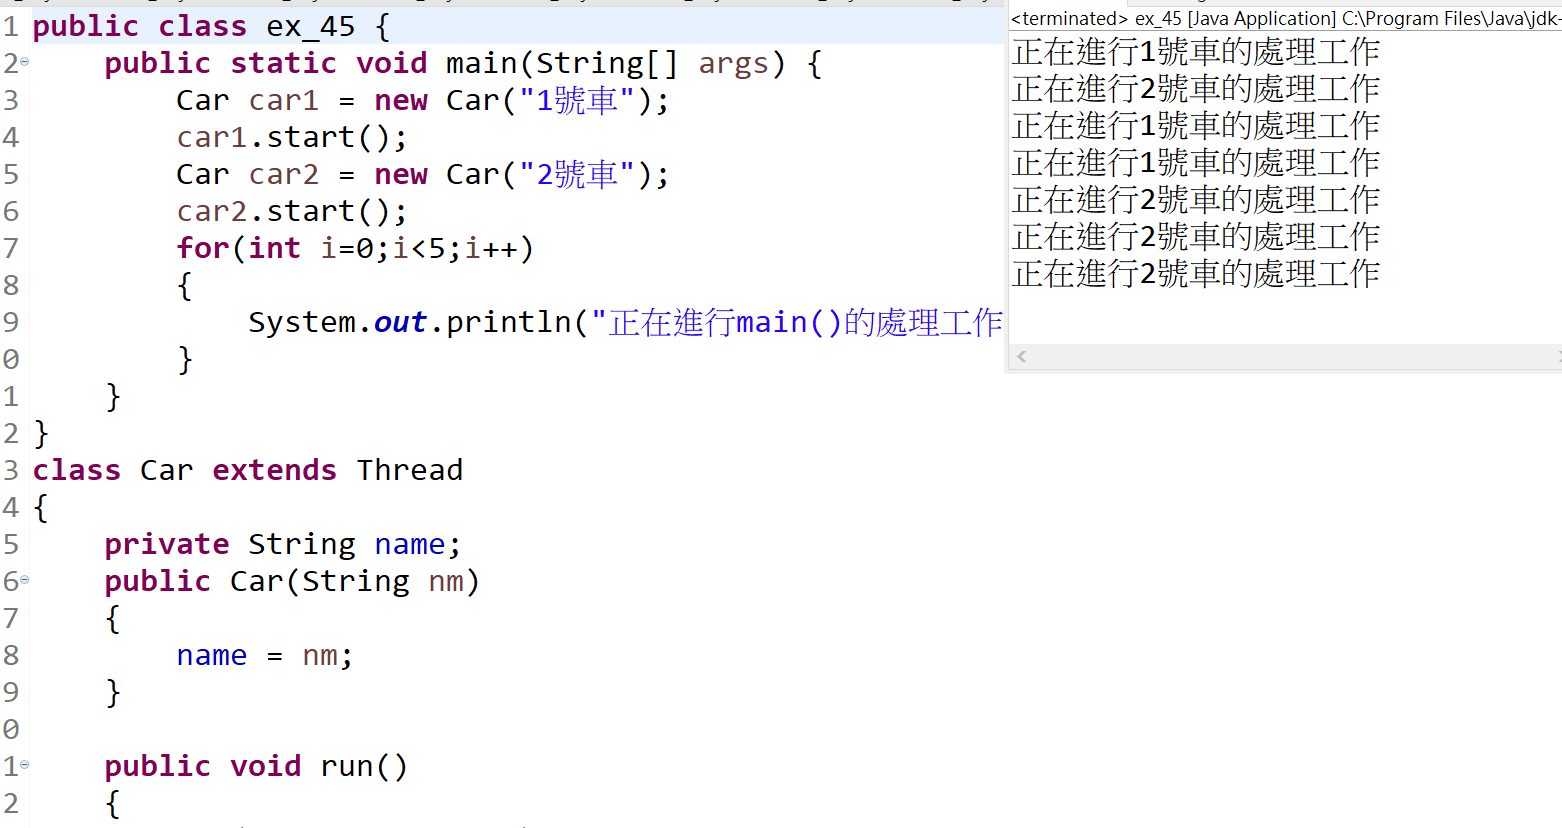 1 public class ex_45 {
2 public static void main(String[] args) {
3 Car car1 = new Car("1號車");
4 car1.start();
5 Car car2 = new Car("2號車");
6 car2.start();
7 for(int i=0;i<5;i++)
8 {
9 System.out.println("正在進行main()的處理工作
0 }
1 }
2 }
3 class Car extends Thread
4 {
5 private String name;
6 public Car(String nm)
7 {
8 name = nm;
9 }
0
1 public void run()
2 {
<terminated> ex_45 [Java Application] C:\Program Files\Java\jdk-
正在進行1號車的處理工作
正在進行2號車的處理工作
正在進行1號車的處理工作
正在進行1號車的處理工作
正在進行2號車的處理工作
正在進行2號車的處理工作
正在進行2號車的處理工作